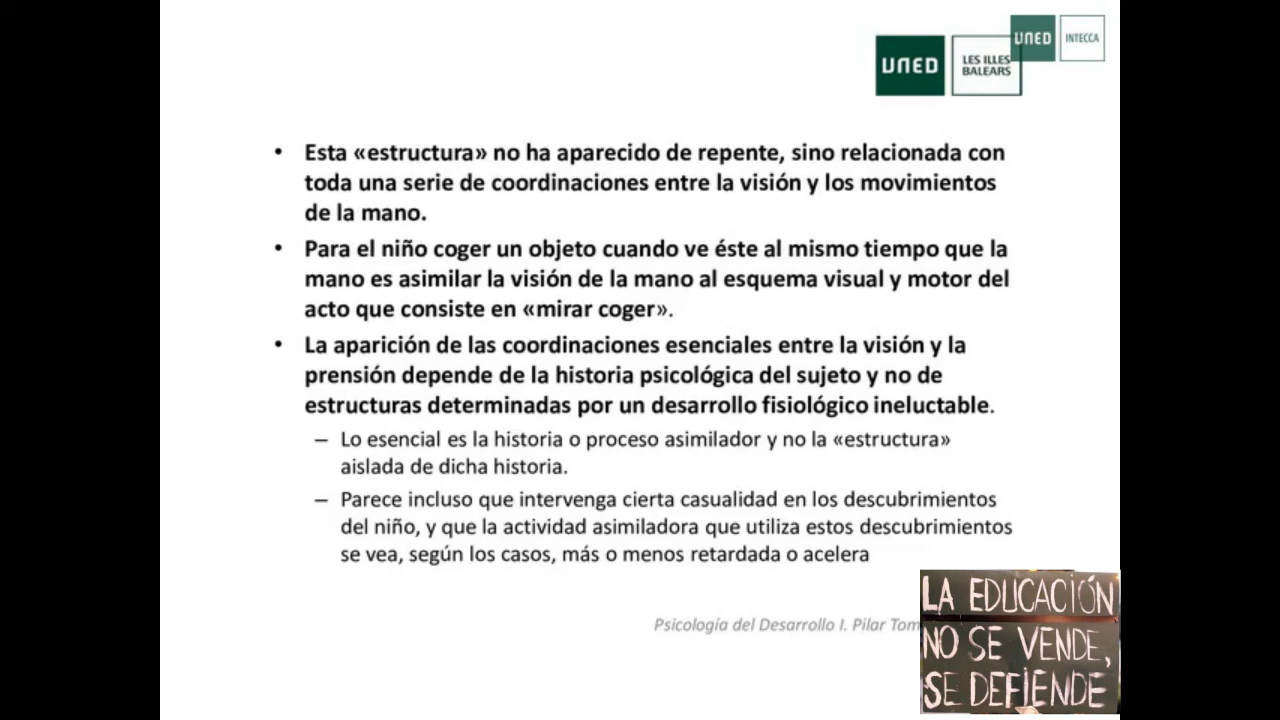 UNED
LES ILLES
BALEARS
UNED
INTECCA
• Esta «estructura» no ha aparecido de repente, sino relacionada con
toda una serie de coordinaciones entre la visión y los movimientos
de la mano.
• Para el niño coger un objeto cuando ve éste al mismo tiempo que la
mano es asimilar la visión de la mano al esquema visual y motor del
acto que consiste en «mirar coger».
• La aparición de las coordinaciones esenciales entre la visión y la
prensión depende de la historia psicológica del sujeto y no de
estructuras determinadas por un desarrollo fisiológico ineluctable.
– Lo esencial es la historia o proceso asimilador y no la «estructura»
aislada de dicha historia.
– Parece incluso que intervenga cierta casualidad en los descubrimientos
del niño, y que la actividad asimiladora que utiliza estos descubrimientos
se vea, según los casos, más o menos retardada o acelera
Psicología del Desarrollo I. Pilar Tom
LA EDUCACIÓN
NO SE VENDE,
SE DEFIENDE